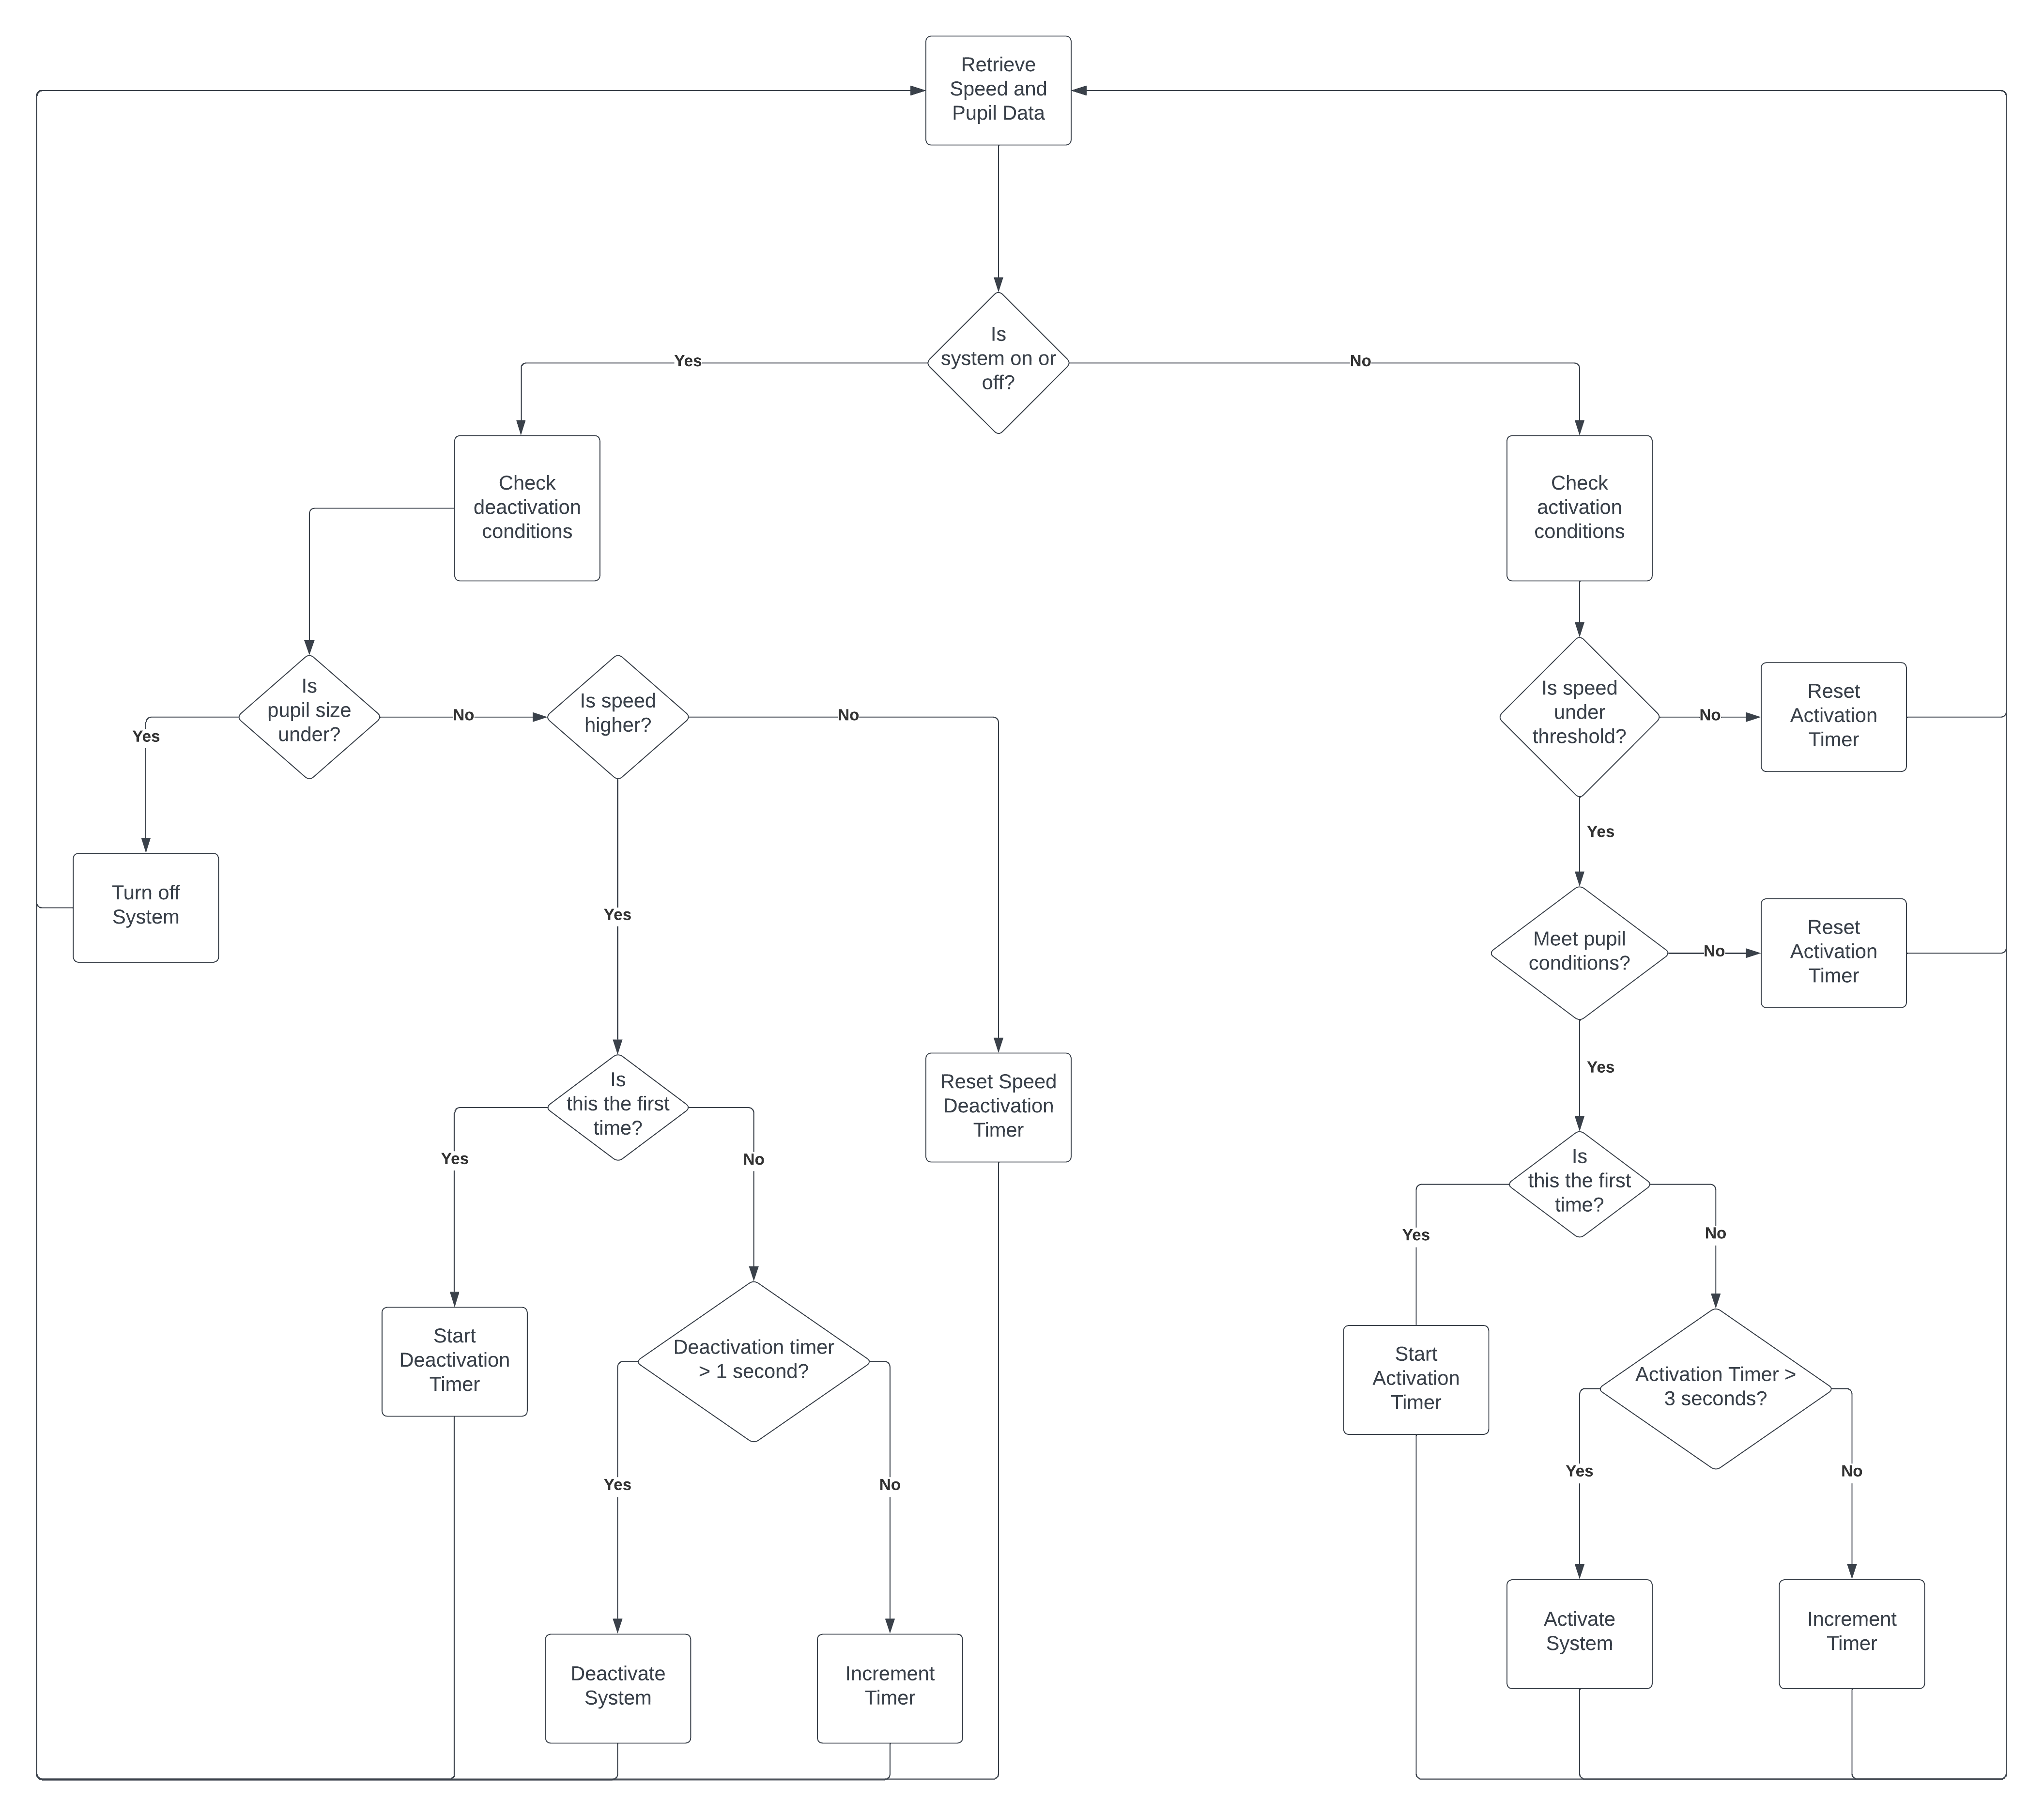 Retrieve
Speed and
Pupil Data
Is
system on or
off?
Yes
No
Check
deactivation
conditions
Check
activation
conditions
Is
pupil size
under?
Yes
No
Is speed
higher?
No
Yes
Is speed
under
threshold?
No
Reset
Activation
Timer
Yes
Turn off
System
Meet pupil
conditions?
No
Reset
Activation
Timer
Yes
Is
this the first
time?
Yes
No
Reset Speed
Deactivation
Timer
Is
this the first
time?
Yes
No
Start
Deactivation
Timer
Deactivation timer
> 1 second?
Yes
No
Start
Activation
Timer
Activation Timer >
3 seconds?
Yes
No
Deactivate
System
Increment
Timer
Activate
System
Increment
Timer